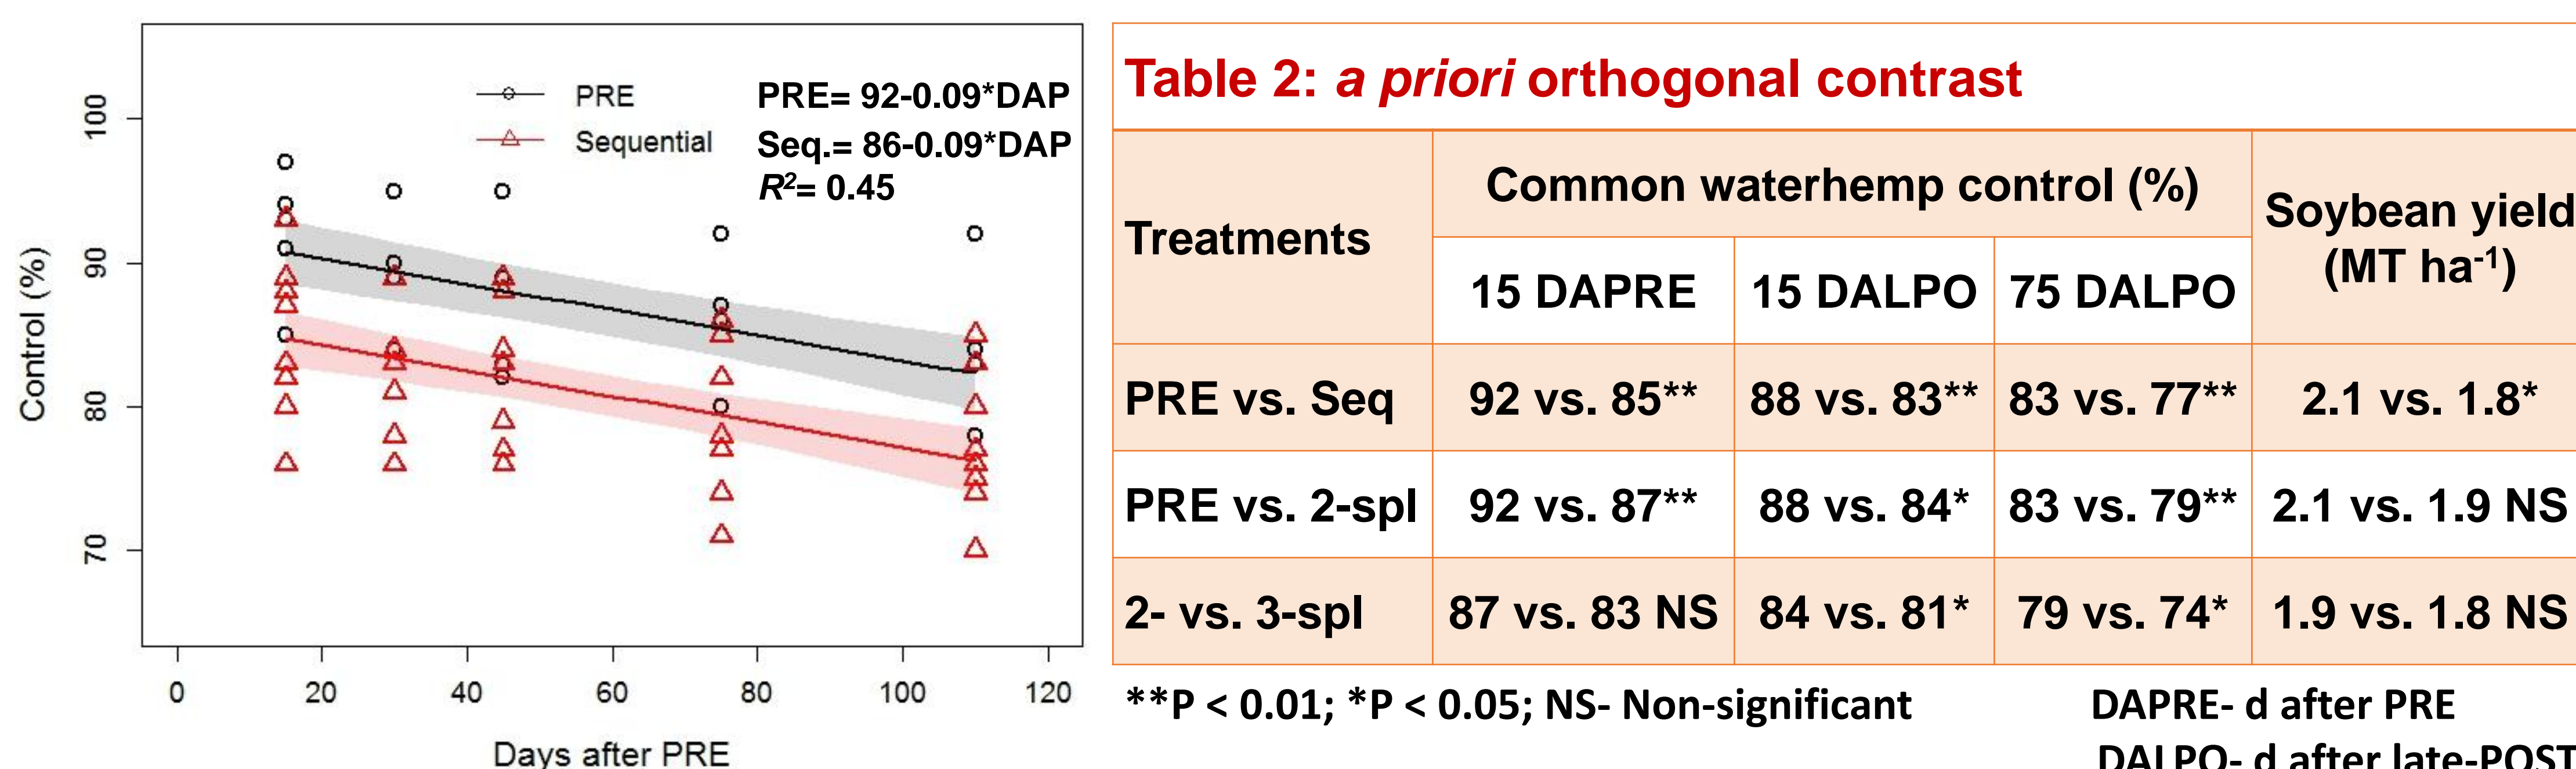 PRE
PRE= 92-0.09*DAP
Sequential
Seq.= 86-0.09*DAP
R²= 0.45
Control (%)
100
90
80
70
0 20 40 60 80 100 120
Days after PRE
Table 2: a priori orthogonal contrast
Treatments
Common waterhemp control (%)
Soybean yield
(MT ha⁻¹)
15 DAPRE 15 DALPO 75 DALPO
PRE vs. Seq 92 vs. 85** 88 vs. 83** 83 vs. 77** 2.1 vs. 1.8*
PRE vs. 2-spl 92 vs. 87** 88 vs. 84* 83 vs. 79** 2.1 vs. 1.9 NS
2- vs. 3-spl 87 vs. 83 NS 84 vs. 81* 79 vs. 74* 1.9 vs. 1.8 NS
**P < 0.01; *P < 0.05; NS- Non-significant
DAPRE- d after PRE
DALPO- d after late-POST